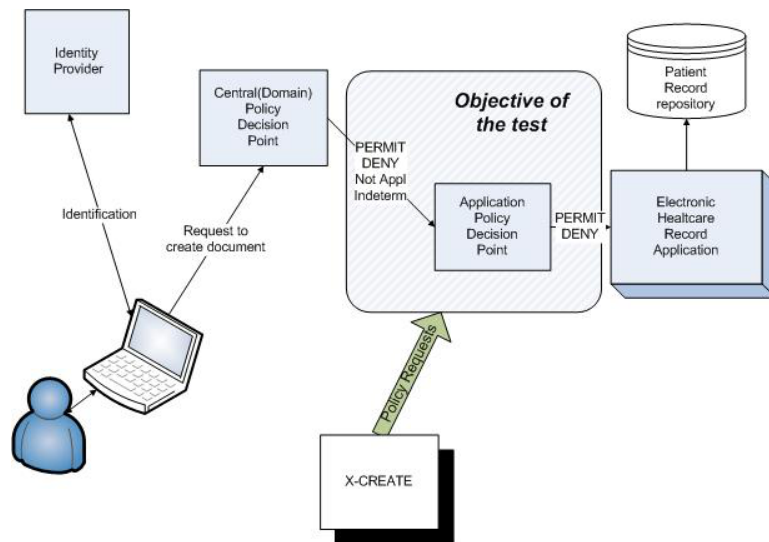 Identity
Provider
Central(Domain)
Policy
Decision
Point
Objective of
the test
Patient
Record
repository
PERMIT
DENY
Not Appl
Indeterm
Identification
Request to
create document
Application
Policy
Decision
Point
PERMIT
DENY
Electronic
Healtcare
Record
Application
Policy Requests
X-CREATE